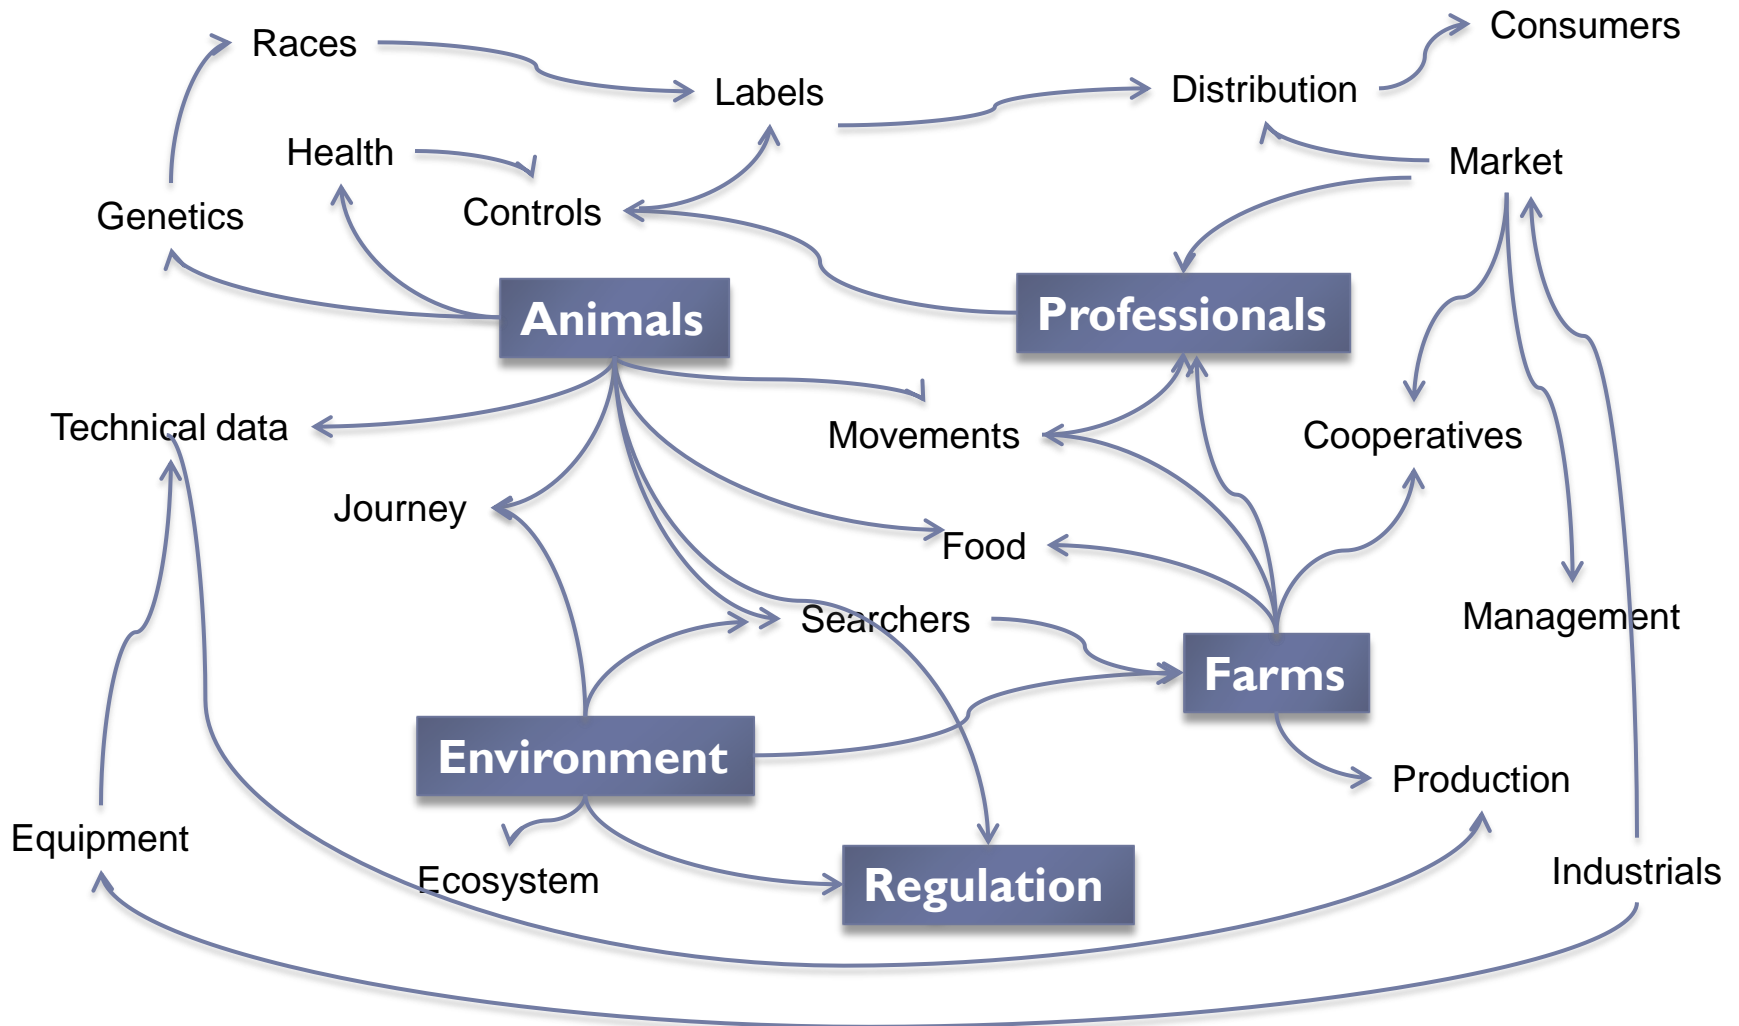 Consumers
Races
Distribution
Labels
Health
Market
Genetics
Controls
Animals
Professionals
Technical data
Movements
Cooperatives
Journey
Food
Searchers
Management
Farms
Environment
Production
Equipment
Ecosystem
Regulation
Industrials